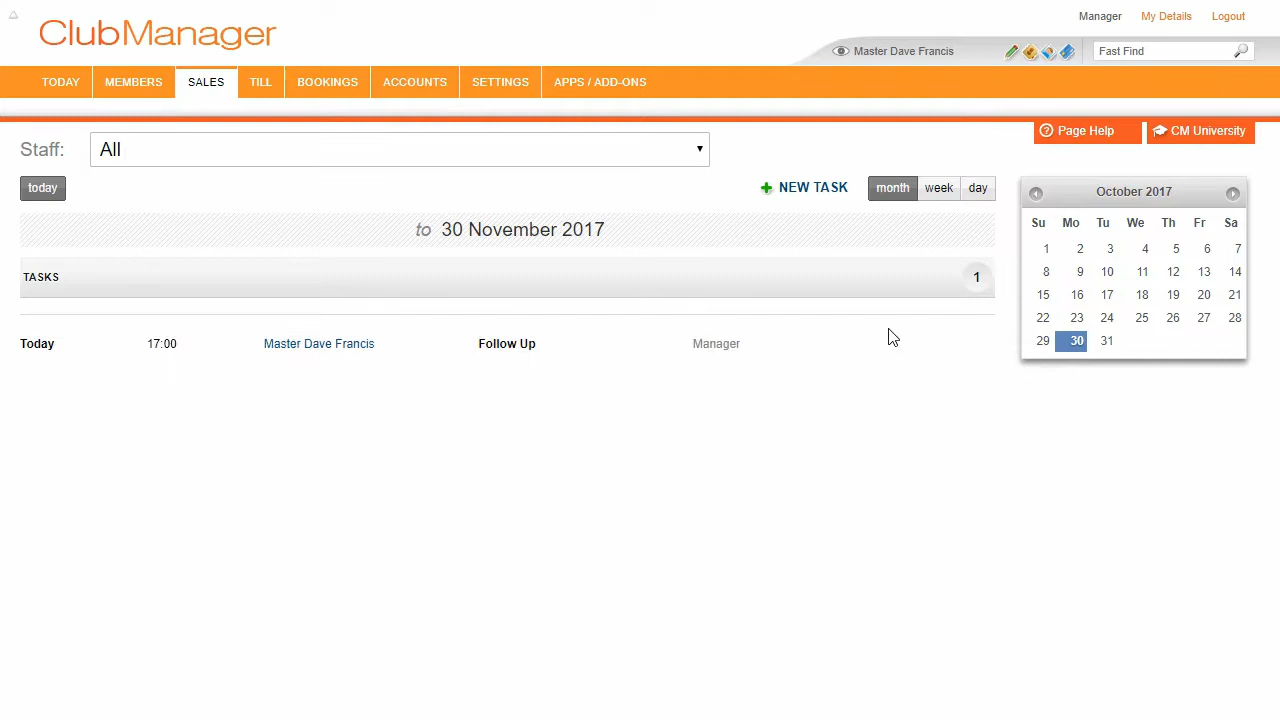 ClubManager
Manager My Details Logout
Master Dave Francis
Fast Find
TODAY MEMBERS SALES TILL BOOKINGS ACCOUNTS SETTINGS APPS / ADD-ONS
Page Help CM University
Staff: All
today
NEW TASK
month week day
to 30 November 2017
TASKS 1
Today 17:00 Master Dave Francis Follow Up Manager
October 2017
Su Mo Tu We Th Fr Sa
1 2 3 4 5 6 7
8 9 10 11 12 13 14
15 16 17 18 19 20 21
22 23 24 25 26 27 28
29 30 31